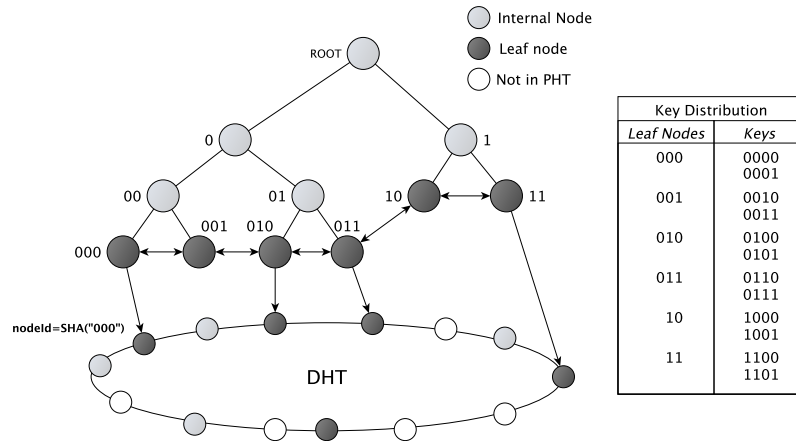 Internal Node
Leaf node
Not in PHT
ROOT
0
1
00
01
10
11
000
001
010
011
nodeId=SHA("000")
DHT
Key Distribution
Leaf Nodes Keys
000 0000
0001
001 0010
0011
010 0100
0101
011 0110
0111
10 1000
1001
11 1100
1101